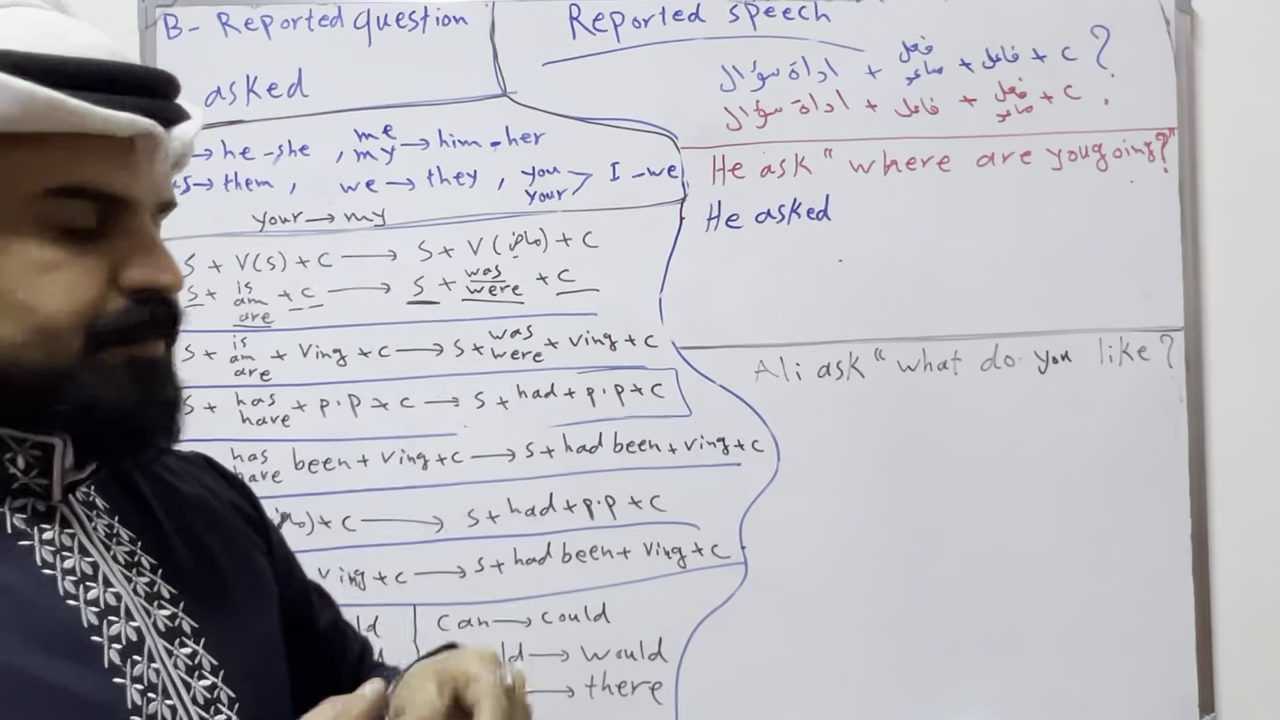 B- Reported question
asked
→ he - she , me my → him - her
us → them , we → they , you your > I - we
your → my
S + V(s) + C → S + V (ماضي) + C
S + is am are + C → S + was were + C
S + is am are + Ving + C → S + was were + Ving + C
S + has have + p.p + C → S + had + p.p + C
has have been + Ving + C → S + had been + Ving + C
+ C → S + had + p.p + C
Ving + C → S + had been + Ving + C
ld
Can → Could
ld → would
→ there
Reported speech
اداة سؤال + فعل مساعد + فاعل + C ?
اداة سؤال + فاعل + فعل مساعد + C .
He ask “ where are you going? ”
He asked
Ali ask “ what do you like ?